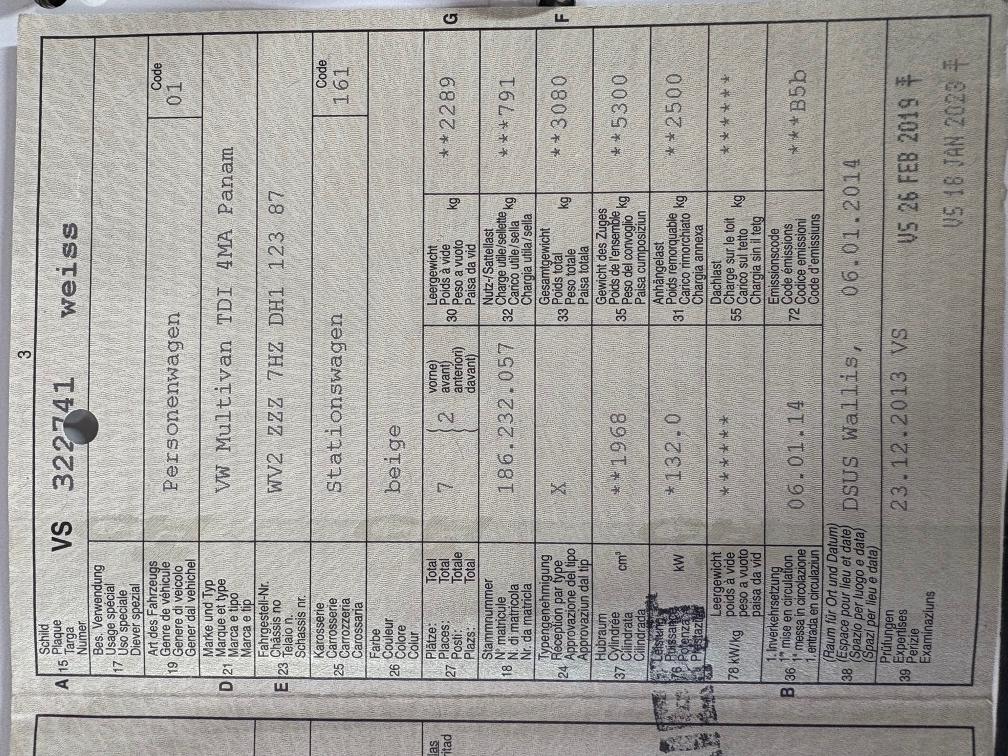 3
A 15 Schild
Plaque
Targa
Numer
VS 322741 weiss
17 Bes. Verwendung
Usage spécial
Uso speciale
Diever spezial
19 Art des Fahrzeugs
Genre de véhicule
Genere di veicolo
Gener dal vehichel
Personenwagen
Code
01
D 21 Marke und Typ
Marque et type
Marca e tipo
Marca e tip
VW Multivan TDI 4MA Panam
E 23 Fahrgestell-Nr.
Châssis no
Telaio n.
Schassis nr.
WV2 ZZZ 7HZ DH1 123 87
25 Karosserie
Carrosserie
Carrozzeria
Carossaria
Stationswagen
Code
161
26 Farbe
Couleur
Colore
Colur
beige
27 Plätze: Total
Places: Total
Posti: Totale
Plazs: Total
7 2
vorne)
avant)
anteriori)
davant)
30 Leergewicht
Poids à vide
Peso a vuoto
Paisa da vid
kg
**2289
G
18 Stammnummer
N° matricule
N. di matricola
Nr. da matricla
186.232.057
32 Nutz-/Sattellast
Charge utile/sellette
Carico utile/sella
Chargia utila/sella
kg
***791
24 Typengenehmigung
Réception par type
Approvazione del tipo
Approvaziun dal tip
X
33 Gesamtgewicht
Poids total
Peso totale
Paisa totala
kg
**3080
F
37 Hubraum
Cylindrée
Cilindrata
Cilindrada
cm³
**1968
35 Gewicht des Zuges
Poids de l'ensemble
Peso del convoglio
Paisa cumposiziun
kg
**5300
76
kW
*132.0
31 Anhängelast
Poids remorquable
Carico rimorchiato
Chargia annexa
kg
**2500
78 kW/kg Leergewicht
poids à vide
peso a vuoto
paisa da vid
******
55 Dachlast
Charge sur le toit
Carico sul tetto
Chargia sin il tetg
kg
******
B 36 1. Inverkehrsetzung
1re mise en circulation
1a messa in circolazione
1. entrada en circulaziun
06.01.14
72 Emissionscode
Code émissions
Codice emissioni
Code d'emissiuns
***B5b
38 (Raum für Ort und Datum)
(Espace pour lieu et date)
(Spazio per luogo e data)
(Spazi per lieu e data)
DSUS Wallis, 06.01.2014
39 Prüfungen
Expertises
Perizie
Examinaziuns
23.12.2013 VS
VS 26 FEB 2019
VS 18 JAN 2023